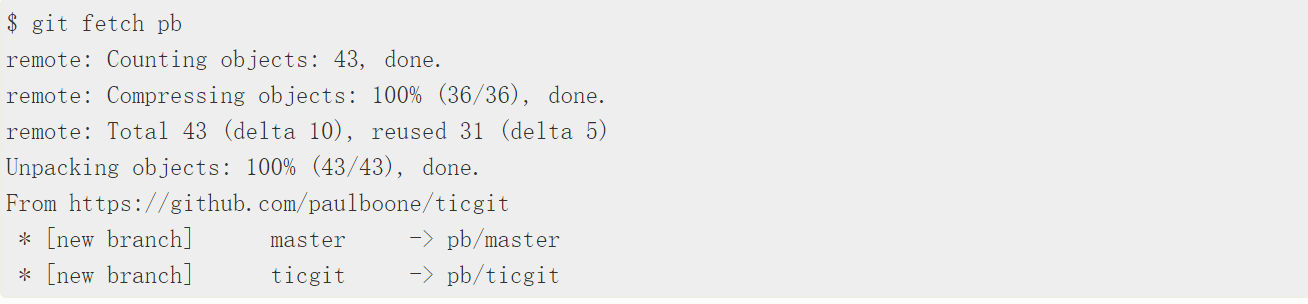 $ git fetch pb
remote: Counting objects: 43, done.
remote: Compressing objects: 100% (36/36), done.
remote: Total 43 (delta 10), reused 31 (delta 5)
Unpacking objects: 100% (43/43), done.
From https://github.com/paulboone/ticgit
 * [new branch]      master     -> pb/master
 * [new branch]      ticgit     -> pb/ticgit